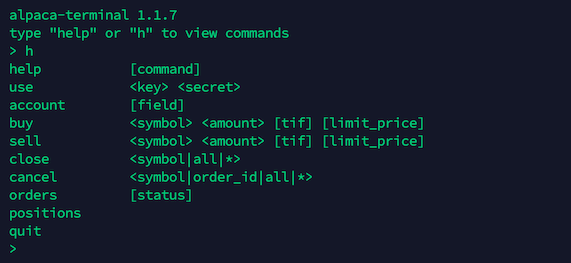 alpaca-terminal 1.1.7
type "help" or "h" to view commands
> h
help [command]
use <key> <secret>
account [field]
buy <symbol> <amount> [tif] [limit_price]
sell <symbol> <amount> [tif] [limit_price]
close <symbol|all|*>
cancel <symbol|order_id|all|*>
orders [status]
positions
quit
>